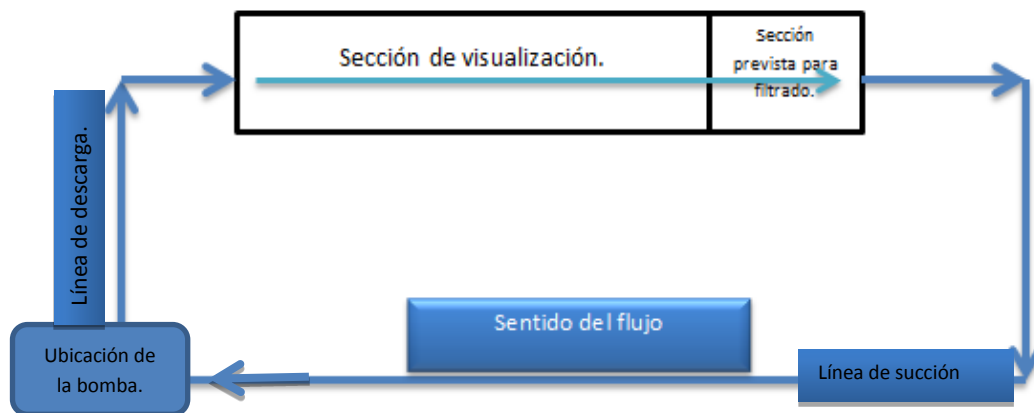 Sección de visualización.
Sección
prevista para
filtrado.
Línea de descarga.
Sentido del flujo
Ubicación de
la bomba.
Línea de succión